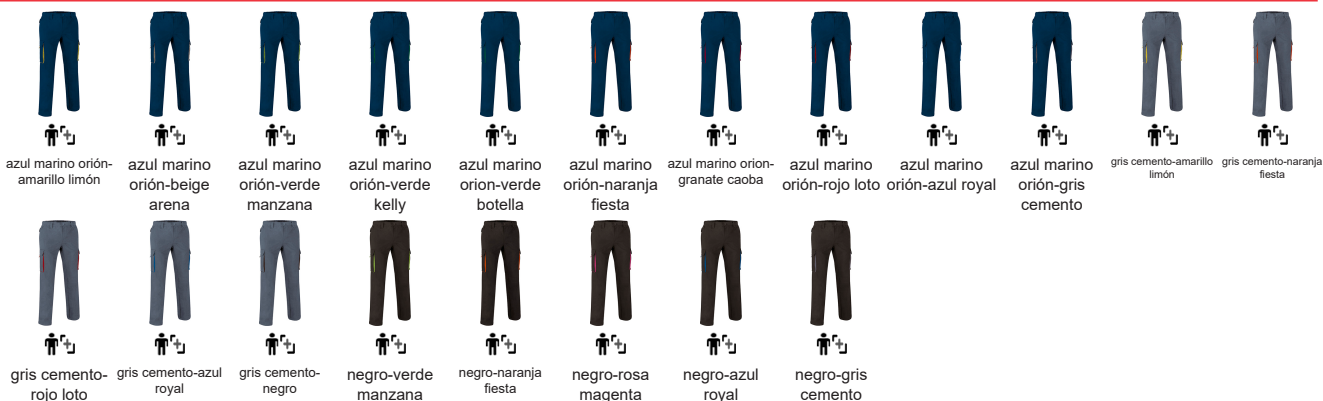 azul marino orión-
amarillo limón
azul marino
orión-beige
arena
azul marino
orión-verde
manzana
azul marino
orión-verde
kelly
azul marino
orion-verde
botella
azul marino
orión-naranja
fiesta
azul marino orion-
granate caoba
azul marino
orión-rojo loto
azul marino
orión-azul royal
azul marino
orión-gris
cemento
gris cemento-amarillo
limón
gris cemento-naranja
fiesta
gris cemento-
rojo loto
gris cemento-azul
royal
gris cemento-
negro
negro-verde
manzana
negro-naranja
fiesta
negro-rosa
magenta
negro-azul
royal
negro-gris
cemento